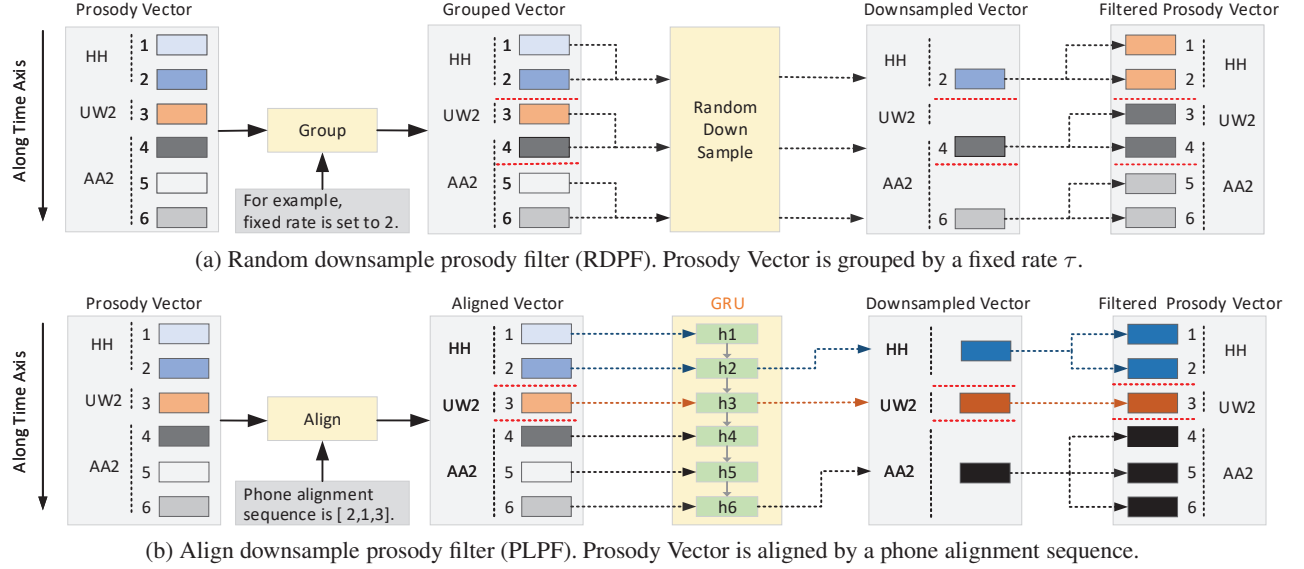 Prosody Vector
Grouped Vector
Downsampled Vector
Filtered Prosody Vector
Along Time Axis
HH
UW2
AA2
1
2
3
4
5
6
Group
For example,
fixed rate is set to 2.
HH
UW2
AA2
1
2
3
4
5
6
Random
Down
Sample
HH
UW2
AA2
2
4
6
1
2
3
4
5
6
HH
UW2
AA2
(a) Random downsample prosody filter (RDPF). Prosody Vector is grouped by a fixed rate τ.
Prosody Vector
Aligned Vector
GRU
Downsampled Vector
Filtered Prosody Vector
Along Time Axis
HH
UW2
AA2
1
2
3
4
5
6
Align
Phone alignment
sequence is [ 2,1,3].
HH
UW2
AA2
1
2
3
4
5
6
h1
h2
h3
h4
h5
h6
HH
UW2
AA2
1
2
3
4
5
6
HH
UW2
AA2
(b) Align downsample prosody filter (PLPF). Prosody Vector is aligned by a phone alignment sequence.